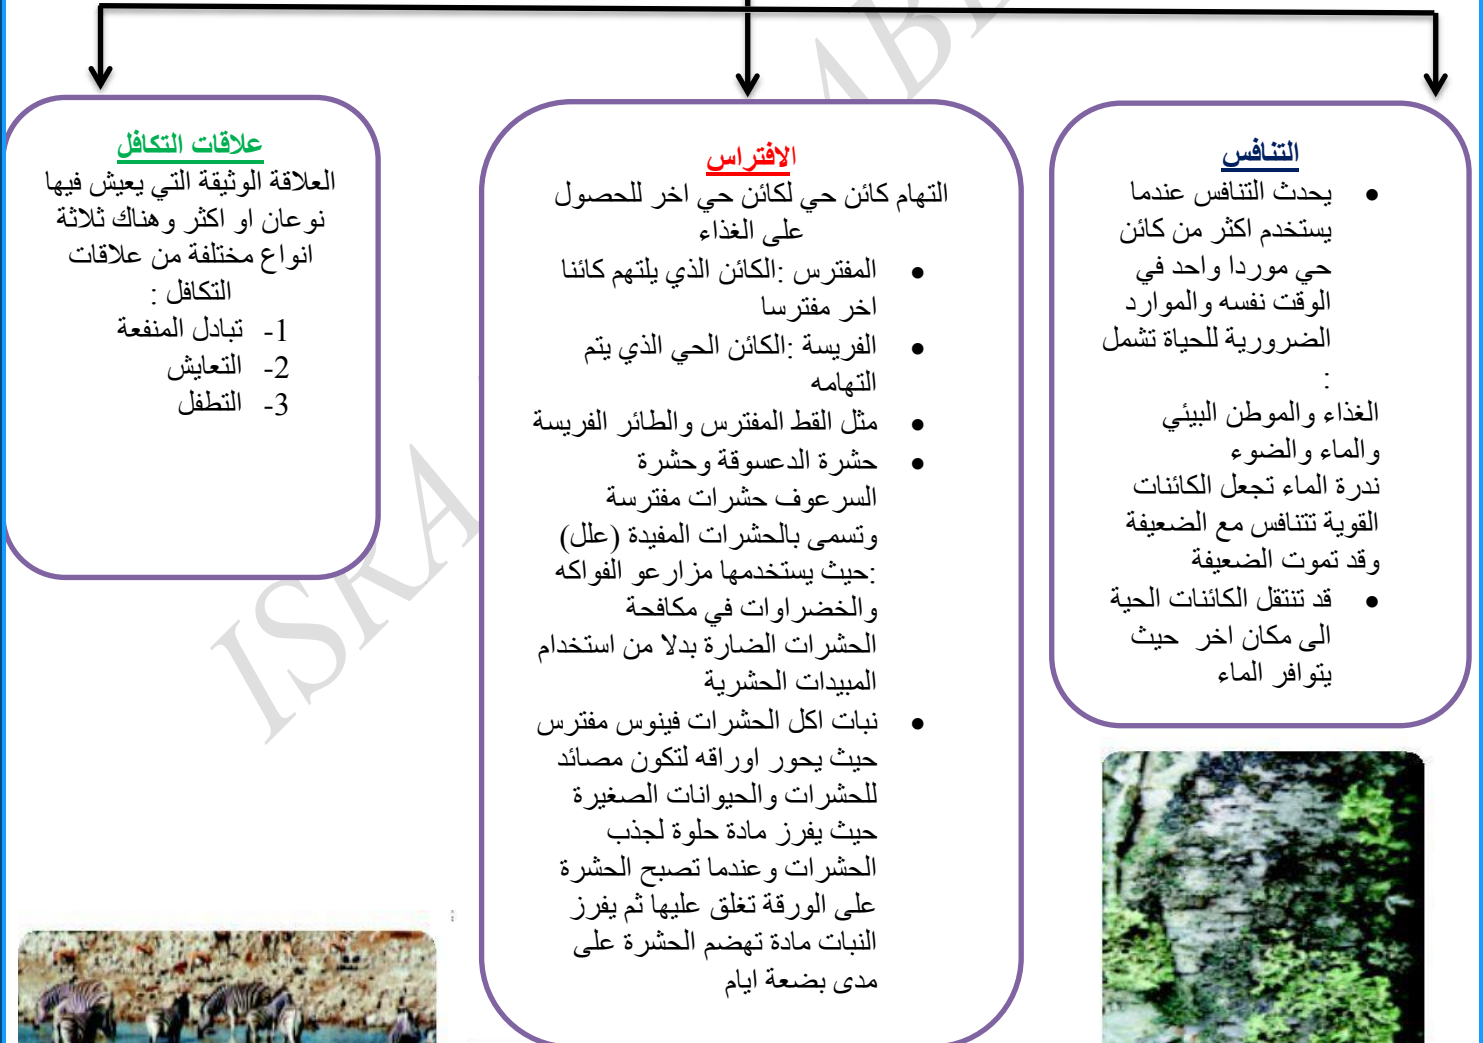 التنافس
يحدث التنافس عندما
يستخدم اكثر من كائن
حي موردا واحد في
الوقت نفسه والموارد
الضرورية للحياة تشمل
:
الغذاء والموطن البيئي
والماء والضوء
ندرة الماء تجعل الكائنات
القوية تتنافس مع الضعيفة
وقد تموت الضعيفة
قد تنتقل الكائنات الحية
الى مكان اخر حيث
يتوافر الماء
الافتراس
التهام كائن حي لكائن حي اخر للحصول
على الغذاء
المفترس :الكائن الذي يلتهم كائنا
اخر مفترسا
الفريسة :الكائن الحي الذي يتم
التهامه
مثل القط المفترس والطائر الفريسة
حشرة الدعسوقة وحشرة
السرعوف حشرات مفترسة
وتسمى بالحشرات المفيدة (علل)
:حيث يستخدمها مزارعو الفواكه
والخضراوات في مكافحة
الحشرات الضارة بدلا من استخدام
المبيدات الحشرية
نبات اكل الحشرات فينوس مفترس
حيث يحور اوراقه لتكون مصائد
للحشرات والحيوانات الصغيرة
حيث يفرز مادة حلوة لجذب
الحشرات وعندما تصبح الحشرة
على الورقة تغلق عليها ثم يفرز
النبات مادة تهضم الحشرة على
مدى بضعة ايام
علاقات التكافل
العلاقة الوثيقة التي يعيش فيها
نوعان او اكثر وهناك ثلاثة
انواع مختلفة من علاقات
التكافل :
1- تبادل المنفعة
2- التعايش
3- التطفل
ISRA